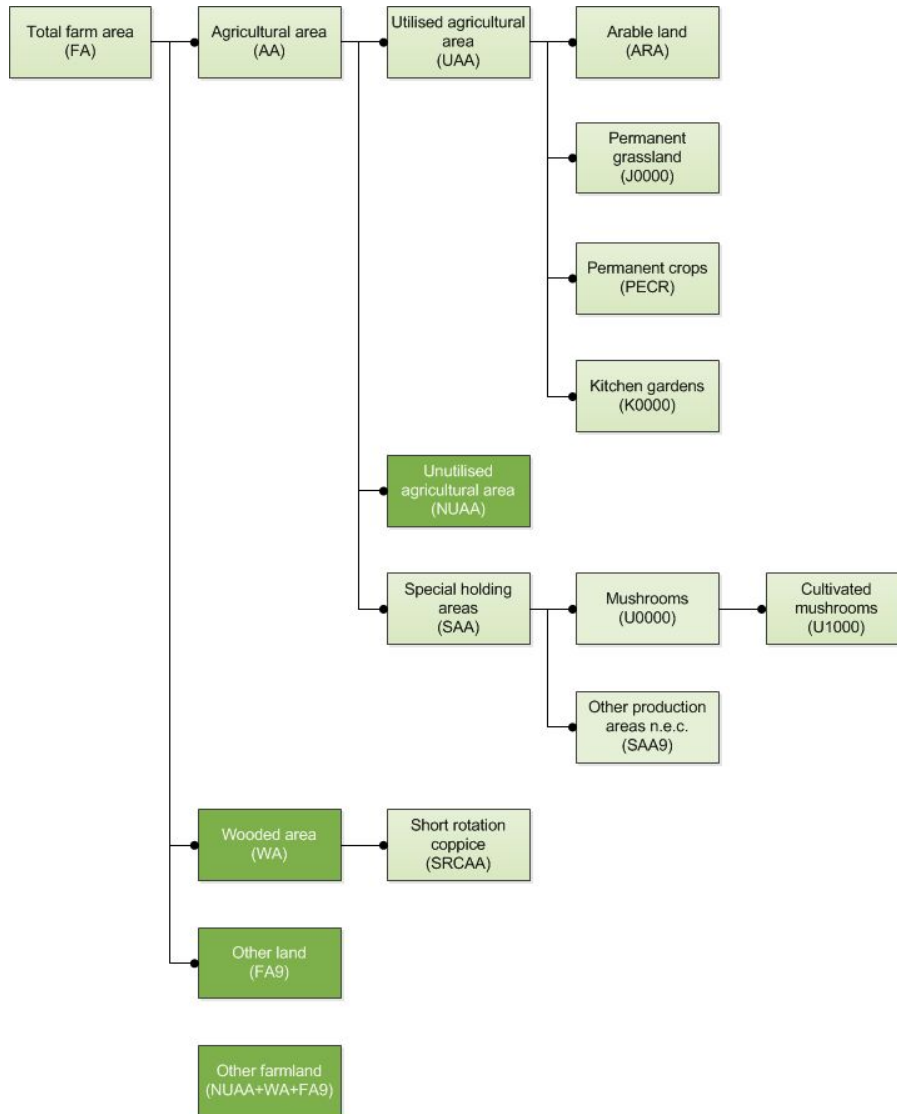 Total farm area
(FA)
Agricultural area
(AA)
Utilised agricultural
area
(UAA)
Arable land
(ARA)
Permanent
grassland
(J0000)
Permanent crops
(PECR)
Kitchen gardens
(K0000)
Unutilised
agricultural area
(NUAA)
Special holding
areas
(SAA)
Mushrooms
(U0000)
Cultivated
mushrooms
(U1000)
Other production
areas n.e.c.
(SAA9)
Wooded area
(WA)
Short rotation
coppice
(SRCAA)
Other land
(FA9)
Other farmland
(NUAA+WA+FA9)